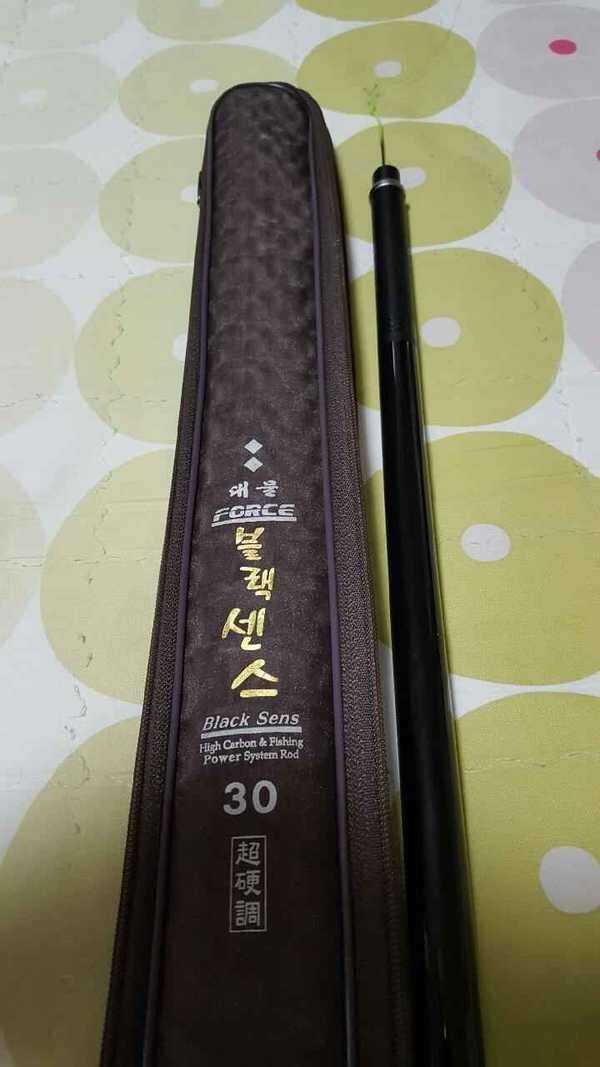 대물
FORCE
블랙센스
Black Sens
High Carbon & Fishing
Power System Rod
30
超硬調